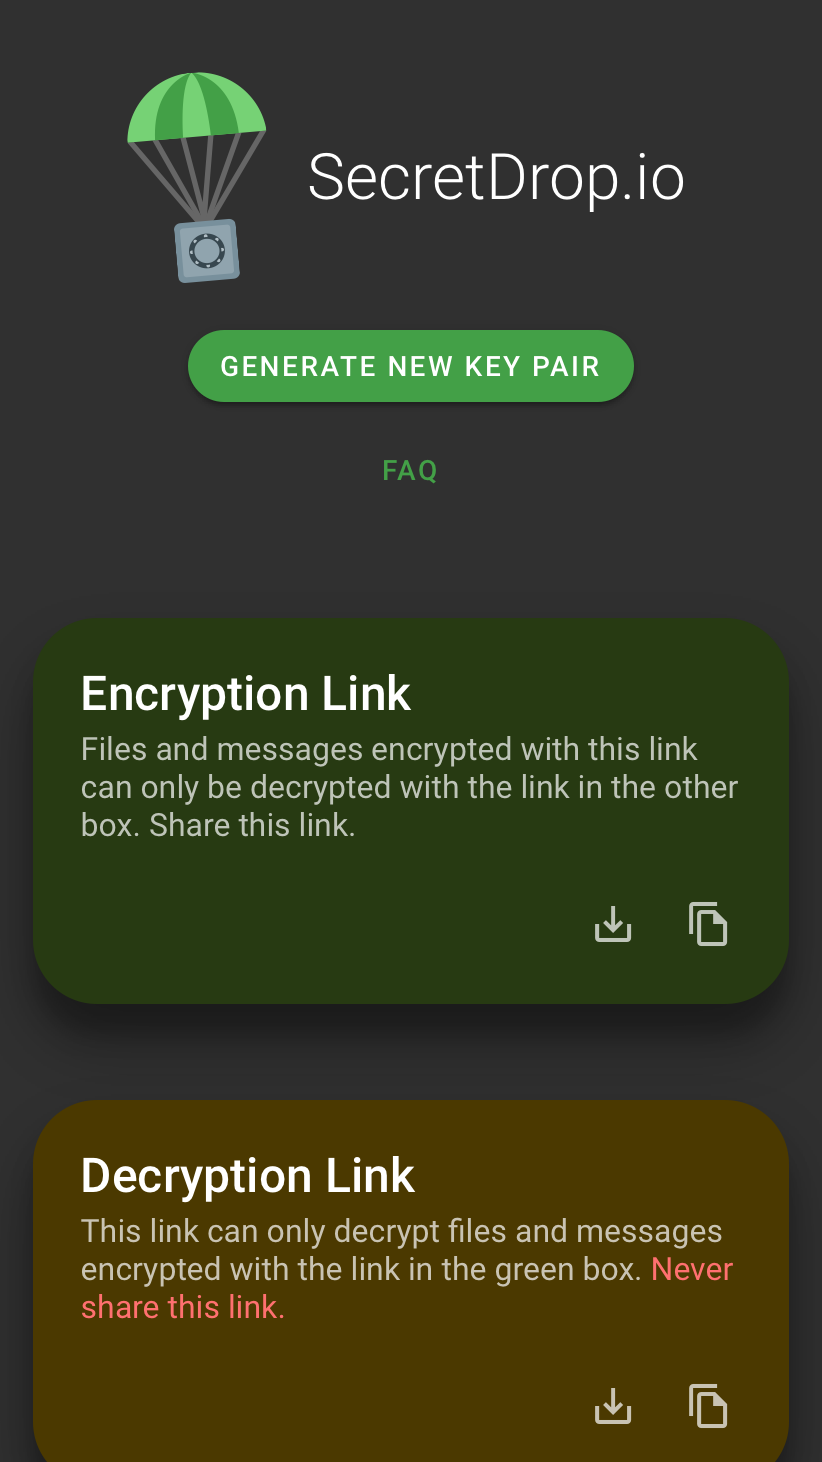 SecretDrop.io
GENERATE NEW KEY PAIR
FAQ
Encryption Link
Files and messages encrypted with this link
can only be decrypted with the link in the other
box. Share this link.
Decryption Link
This link can only decrypt files and messages
encrypted with the link in the green box. Never
share this link.